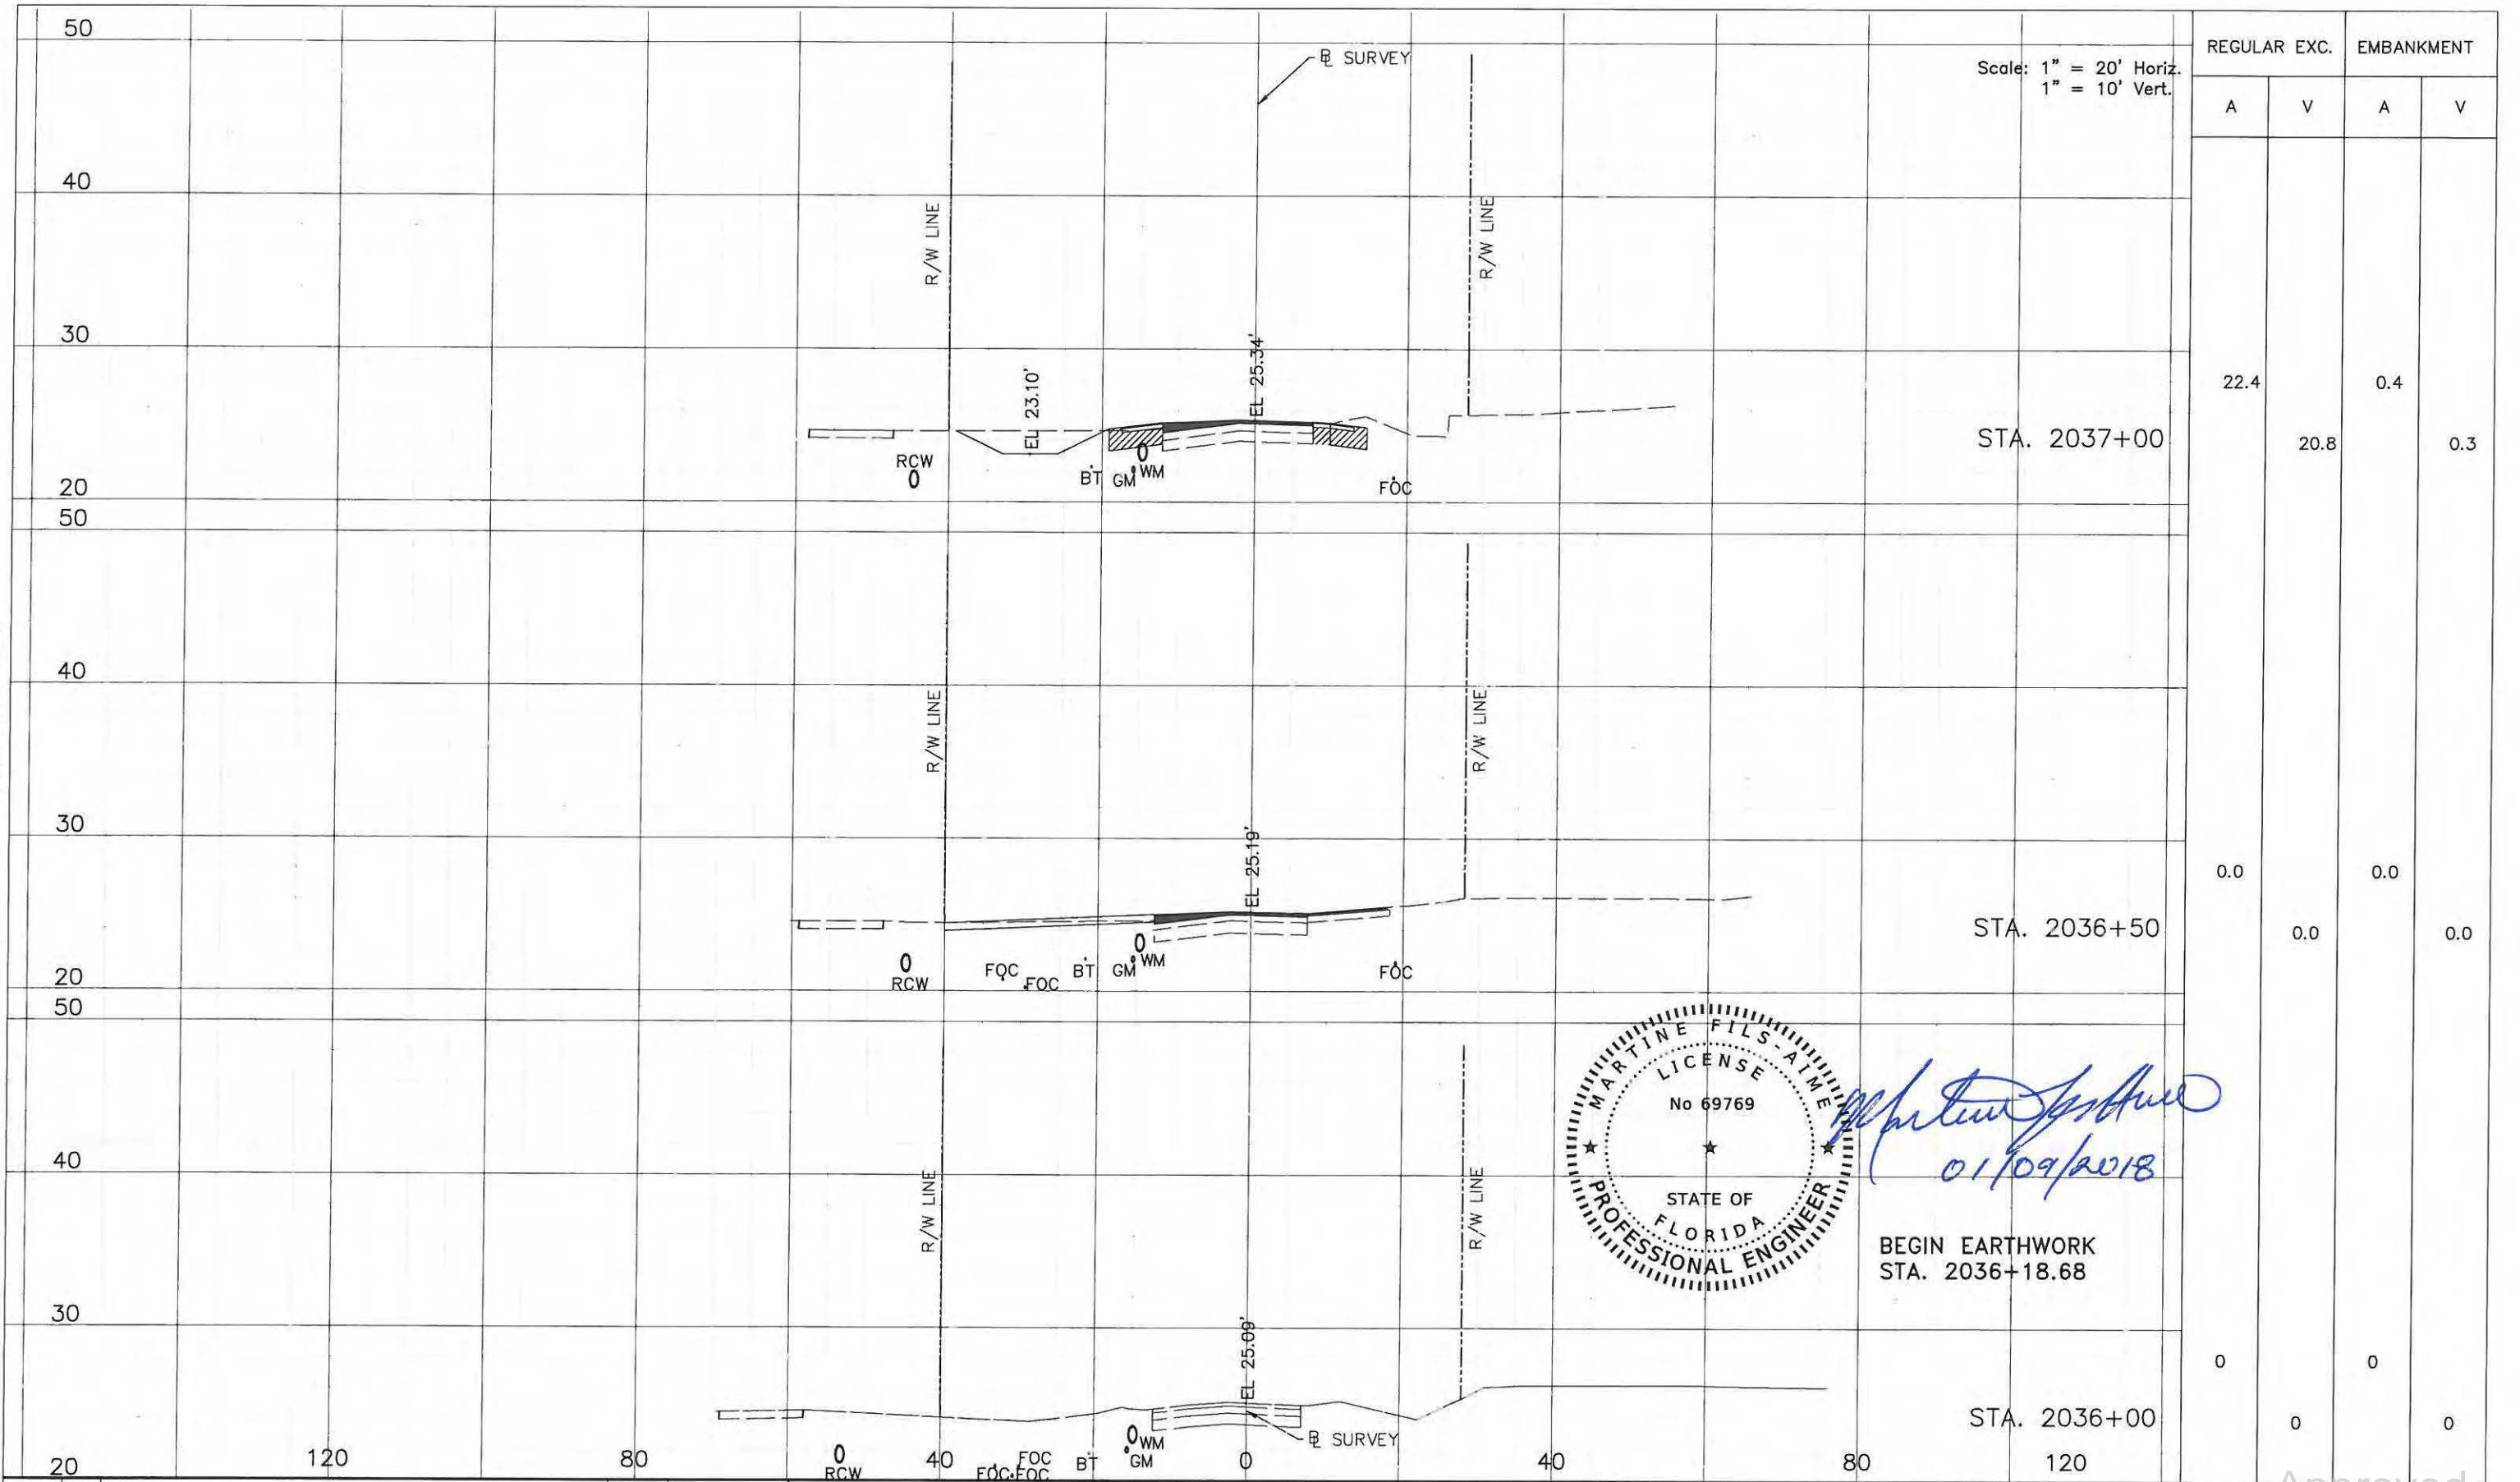 50
℄ SURVEY
Scale: 1" = 20' Horiz.
1" = 10' Vert.
REGULAR EXC. EMBANKMENT
A V A V
40
R/W LINE
R/W LINE
30
EL 23.10'
EL 25.34'
22.4 0.4
STA. 2037+00
20.8 0.3
RCW
BT GM WM
FOC
20
50
40
R/W LINE
R/W LINE
30
EL 25.19'
0.0 0.0
STA. 2036+50
0.0 0.0
RCW
FOC
FOC
BT GM WM
FOC
20
50
MARTINE FILS-AIME
LICENSE
No 69769
STATE OF
FLORIDA
PROFESSIONAL ENGINEER
01/09/2018
40
R/W LINE
R/W LINE
BEGIN EARTHWORK
STA. 2036+18.68
30
EL 25.09'
0 0
STA. 2036+00
0 0
WM
GM
℄ SURVEY
RCW
FOC
FOC FOC
BT
120 80 40 0 40 80 120
20
Approved